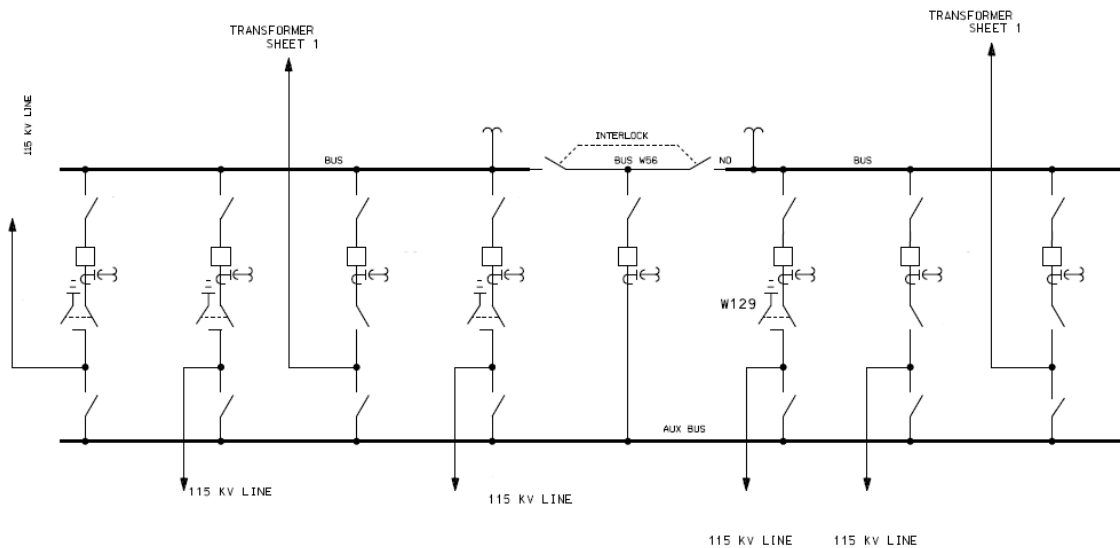 TRANSFORMER
SHEET 1
TRANSFORMER
SHEET 1
115 KV LINE
INTERLOCK
BUS
BUS W56
NO
BUS
W129
AUX BUS
115 KV LINE
115 KV LINE
115 KV LINE
115 KV LINE